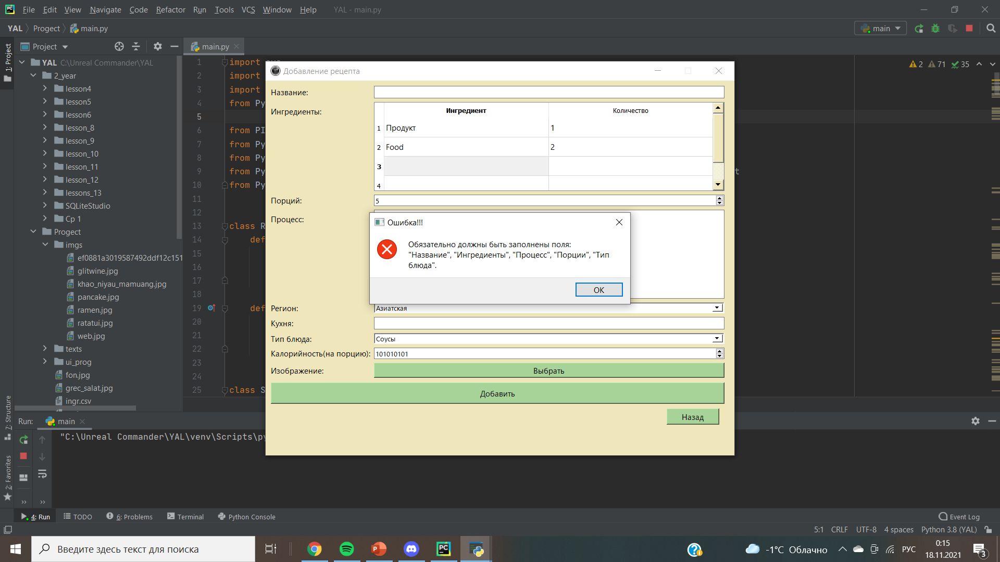 File Edit View Navigate Code Refactor Run Tools VCS Window Help YAL - main.py
YAL Progect main.py
main
1: Project
Project
main.py
YAL C:\Unreal Commander\YAL
2_year
lesson4
lesson5
lesson6
lesson_8
lesson_9
lesson_10
lesson_11
lesson_12
lessons_13
SQLiteStudio
Ср 1
Progect
imgs
ef0881a3019587492ddf12c151
glitwine.jpg
khao_niyau_mamuang.jpg
pancake.jpg
ramen.jpg
ratatui.jpg
web.jpg
texts
ui_prog
fon.jpg
grec_salat.jpg
ingr.csv
2 71 35
1 import
2 import
3 import
4 from Py
5
6 from PI
7 from Py
8 from Py
9 from Py t
10 from Py
11
12
13 class R
14 def
15
16
17
18
19 def
20
21
22
23
24
25 class S
Добавление рецепта
Название:
Ингредиенты:
Ингредиент Количество
1 Продукт 1
2 Food 2
3
4
Порций: 5
Процесс:
Ошибка!!!
Обязательно должны быть заполнены поля:
"Название", "Ингредиенты", "Процесс", "Порции", "Тип
блюда".
OK
Регион: Азиатская
Кухня:
Тип блюда: Соусы
Калорийность(на порцию): 101010101
Изображение: Выбрать
Добавить
Назад
7: Structure
2: Favorites
Run: main
"C:\Unreal Commander\YAL\venv\Scripts\py
4: Run TODO 6: Problems Terminal Python Console Event Log
5:1 CRLF UTF-8 4 spaces Python 3.8 (YAL)
Введите здесь текст для поиска
-1°C Облачно РУС
0:15
18.11.2021
3